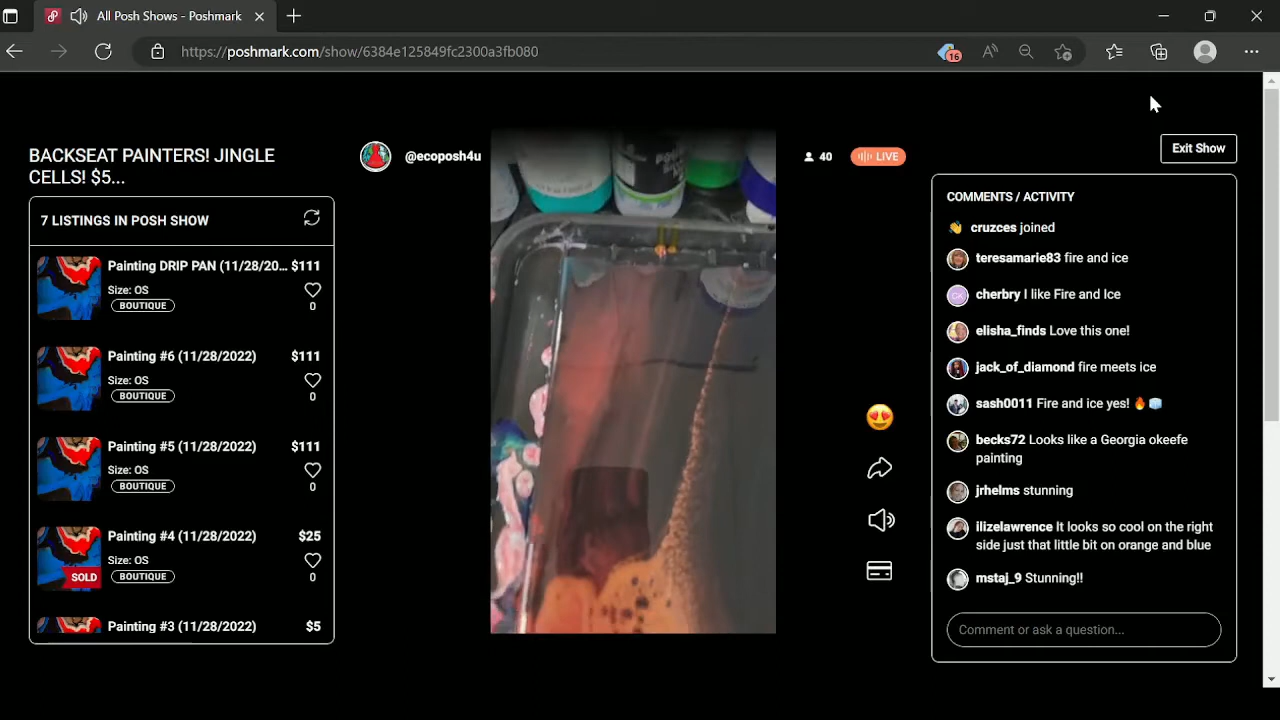 All Posh Shows - Poshmark
https://poshmark.com/show/6384e125849fc2300a3fb080
16
BACKSEAT PAINTERS! JINGLE
CELLS! $5...
7 LISTINGS IN POSH SHOW
Painting DRIP PAN (11/28/20... $111
Size: OS
BOUTIQUE
0
Painting #6 (11/28/2022) $111
Size: OS
BOUTIQUE
0
Painting #5 (11/28/2022) $111
Size: OS
BOUTIQUE
0
Painting #4 (11/28/2022) $25
Size: OS
SOLD
BOUTIQUE
0
Painting #3 (11/28/2022) $5
@ecoposh4u
40
LIVE
Exit Show
COMMENTS / ACTIVITY
cruzces joined
teresamarie83 fire and ice
cherbry I like Fire and Ice
elisha_finds Love this one!
jack_of_diamond fire meets ice
sash0011 Fire and ice yes! 🔥🧊
becks72 Looks like a Georgia okeefe
painting
jrhelms stunning
ilizelawrence It looks so cool on the right
side just that little bit on orange and blue
mstaj_9 Stunning!!
Comment or ask a question...